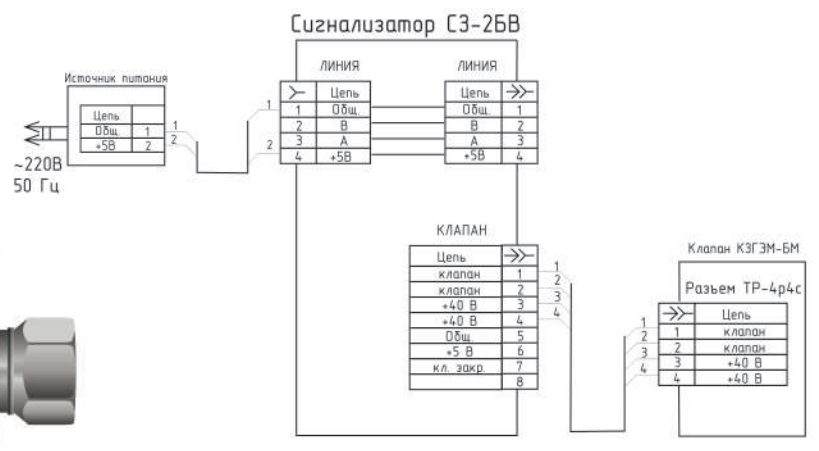 Сигнализатор СЗ-2БВ
Источник питания
Цепь
Общ. 1
+5В 2
1
2
~220В
50 Гц
1
2
ЛИНИЯ
Цепь
1 Общ.
2 В
3 А
4 +5В
ЛИНИЯ
Цепь
Общ. 1
В 2
А 3
+5В 4
КЛАПАН
Цепь
клапан 1
клапан 2
+40 В 3
+40 В 4
Общ. 5
+5 В 6
кл. закр. 7
8
1
2
3
4
Клапан КЗГЭМ-БМ
Разъем ТР-4р4с
1
2
3
4
Цепь
1 клапан
2 клапан
3 +40 В
4 +40 В